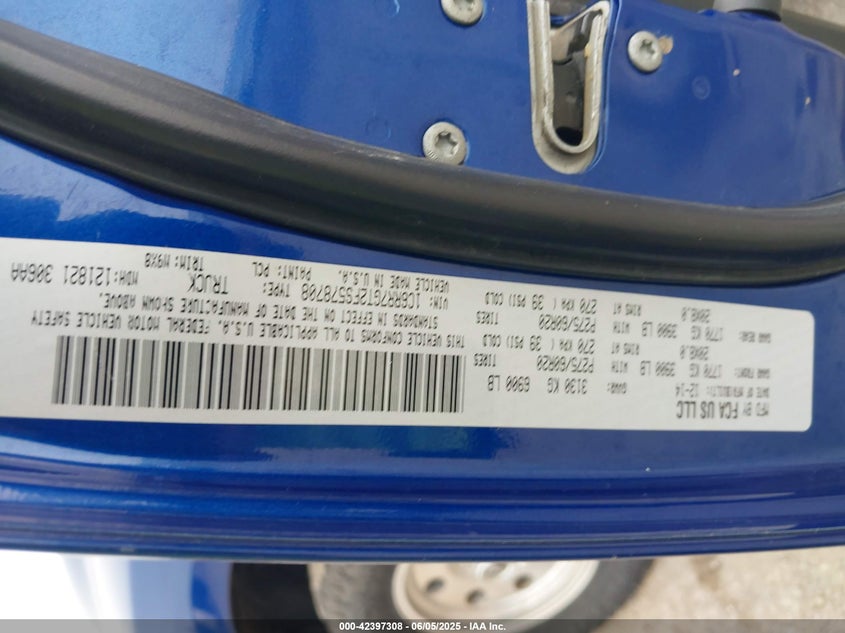 MFD BY FCA US LLC
DATE OF MFR(BUILT): 12-14
GVWR: 3130 KG 6900 LB
GAWR FRONT: 1770 KG 3900 LB WITH P275/60R20 TIRES
RIMS AT 20X8.0 270 KPA ( 39 PSI) COLD
GAWR REAR: 1770 KG 3900 LB WITH P275/60R20 TIRES
RIMS AT 20X8.0 270 KPA ( 39 PSI) COLD
THIS VEHICLE CONFORMS TO ALL APPLICABLE U.S.A. FEDERAL MOTOR VEHICLE SAFETY
STANDARDS IN EFFECT ON THE DATE OF MANUFACTURE SHOWN ABOVE.
VIN: 1C6RR7GT2FS578708 TYPE: TRUCK MDH: 121821 306AA
VEHICLE MADE IN U.S.A. PAINT: PCL TRIM: M9X8
000-42397308 - 06/05/2025 - IAA Inc.